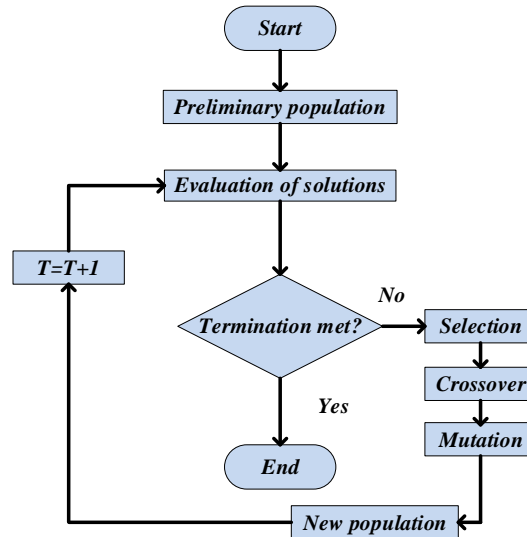 Start
Preliminary population
Evaluation of solutions
T=T+1
Termination met?
No
Selection
Crossover
Mutation
Yes
End
New population